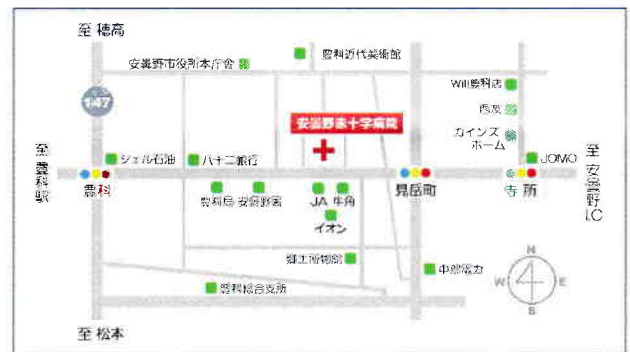 至 穂高
豊科近代美術館
安曇野市役所本庁舎
Will豊科店
西友
147
安曇野赤十字病院
カインズ
ホーム
至 豊科駅
シェル石油
八十二銀行
JOMO
至 安曇野I.C
豊科
見岳町
寺所
豊科局
安曇野署
JA
牛角
イオン
郷土博物館
中部電力
豊科総合支所
N
W
E
S
至 松本